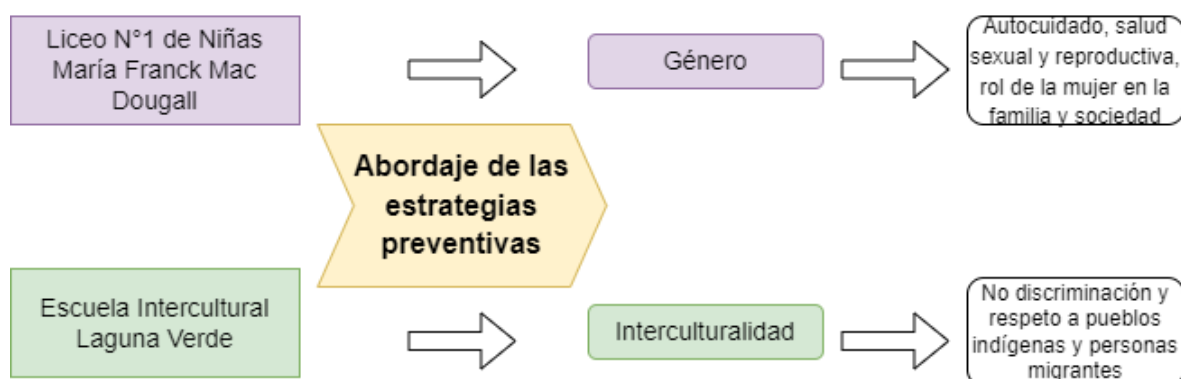 Liceo N°1 de Niñas
María Franck Mac
Dougall
Género
Autocuidado, salud
sexual y reproductiva,
rol de la mujer en la
familia y sociedad
Abordaje de las
estrategias
preventivas
Escuela Intercultural
Laguna Verde
Interculturalidad
No discriminación y
respeto a pueblos
indígenas y personas
migrantes